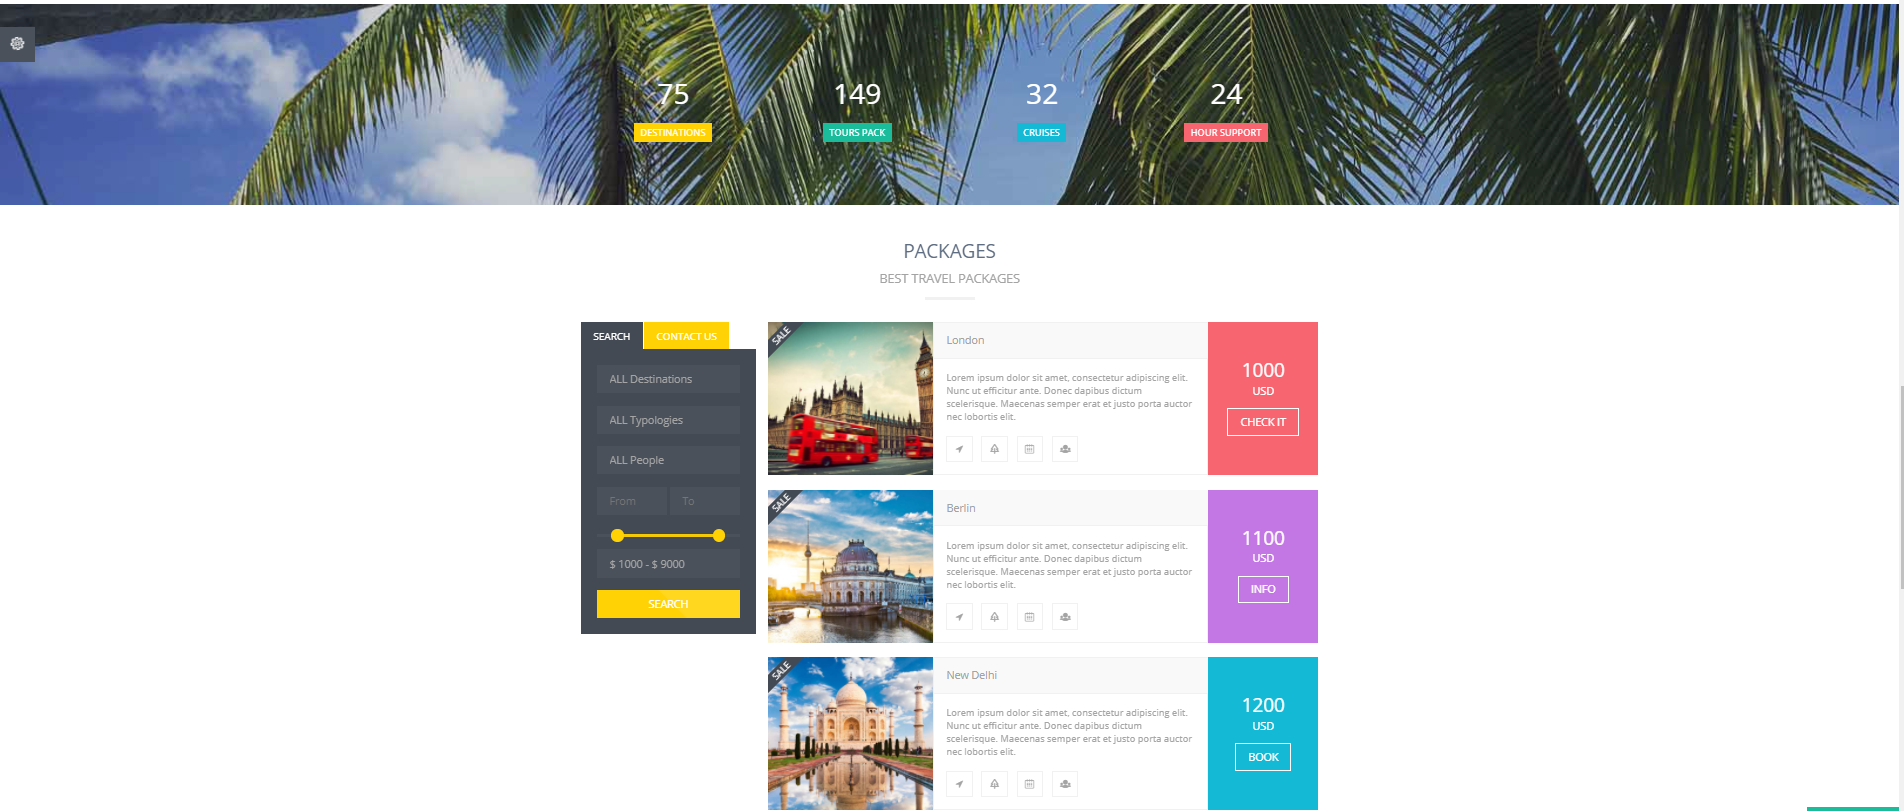 75
149
32
24
DESTINATIONS
TOURS PACK
CRUISES
HOUR SUPPORT
PACKAGES
BEST TRAVEL PACKAGES
SEARCH
CONTACT US
ALL Destinations
ALL Typologies
ALL People
From
To
$ 1000 - $ 9000
SEARCH
SALE
London
Lorem ipsum dolor sit amet, consectetur adipiscing elit.
Nunc ut efficitur ante. Donec dapibus dictum
scelerisque. Maecenas semper erat et justo porta auctor
nec lobortis elit.
1000
USD
CHECK IT
SALE
Berlin
Lorem ipsum dolor sit amet, consectetur adipiscing elit.
Nunc ut efficitur ante. Donec dapibus dictum
scelerisque. Maecenas semper erat et justo porta auctor
nec lobortis elit.
1100
USD
INFO
SALE
New Delhi
Lorem ipsum dolor sit amet, consectetur adipiscing elit.
Nunc ut efficitur ante. Donec dapibus dictum
scelerisque. Maecenas semper erat et justo porta auctor
nec lobortis elit.
1200
USD
BOOK